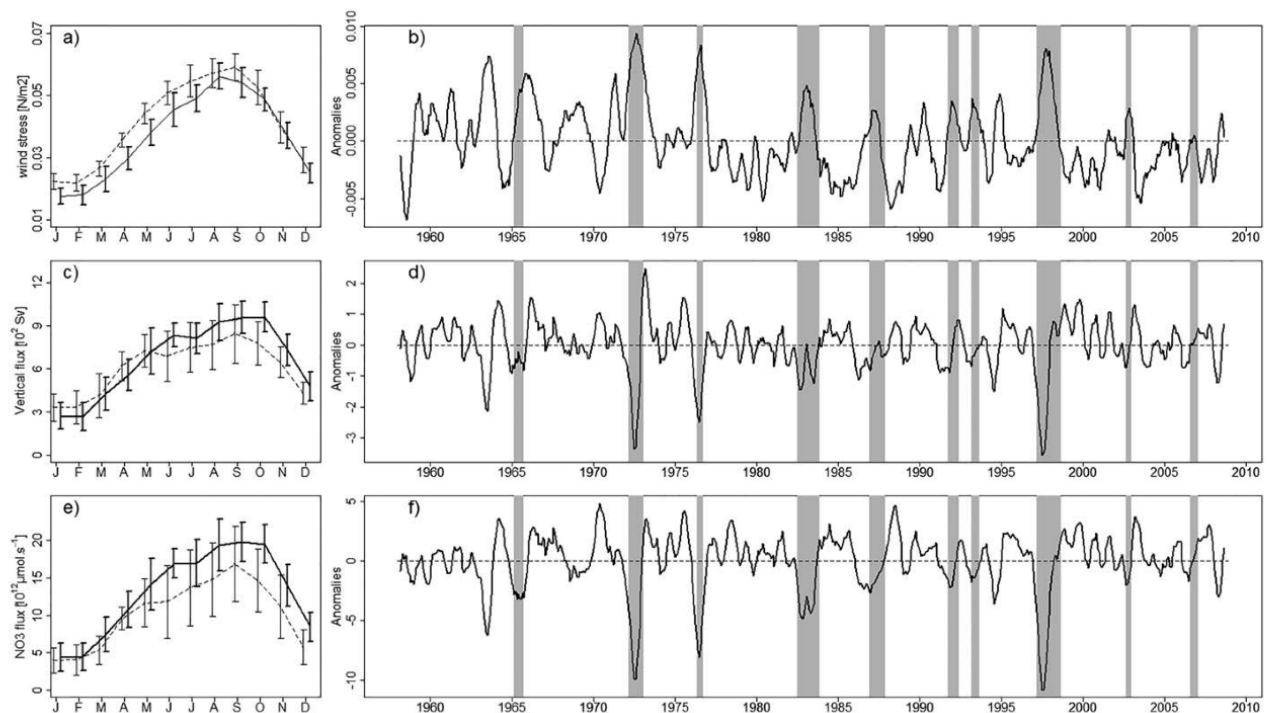 a)
wind stress [N/m2]
0.01 0.03 0.05 0.07
J F M A M J J A S O N D
b)
Anomalies
-0.005 0.000 0.005 0.010
1960 1965 1970 1975 1980 1985 1990 1995 2000 2005 2010
c)
Vertical flux [10² Sv]
0 3 6 9 12
J F M A M J J A S O N D
d)
Anomalies
-3 -2 -1 0 1 2
1960 1965 1970 1975 1980 1985 1990 1995 2000 2005 2010
e)
NO3 flux [10¹²µmol.s⁻¹]
0 5 10 15 20
J F M A M J J A S O N D
f)
Anomalies
-10 -5 0 5
1960 1965 1970 1975 1980 1985 1990 1995 2000 2005 2010